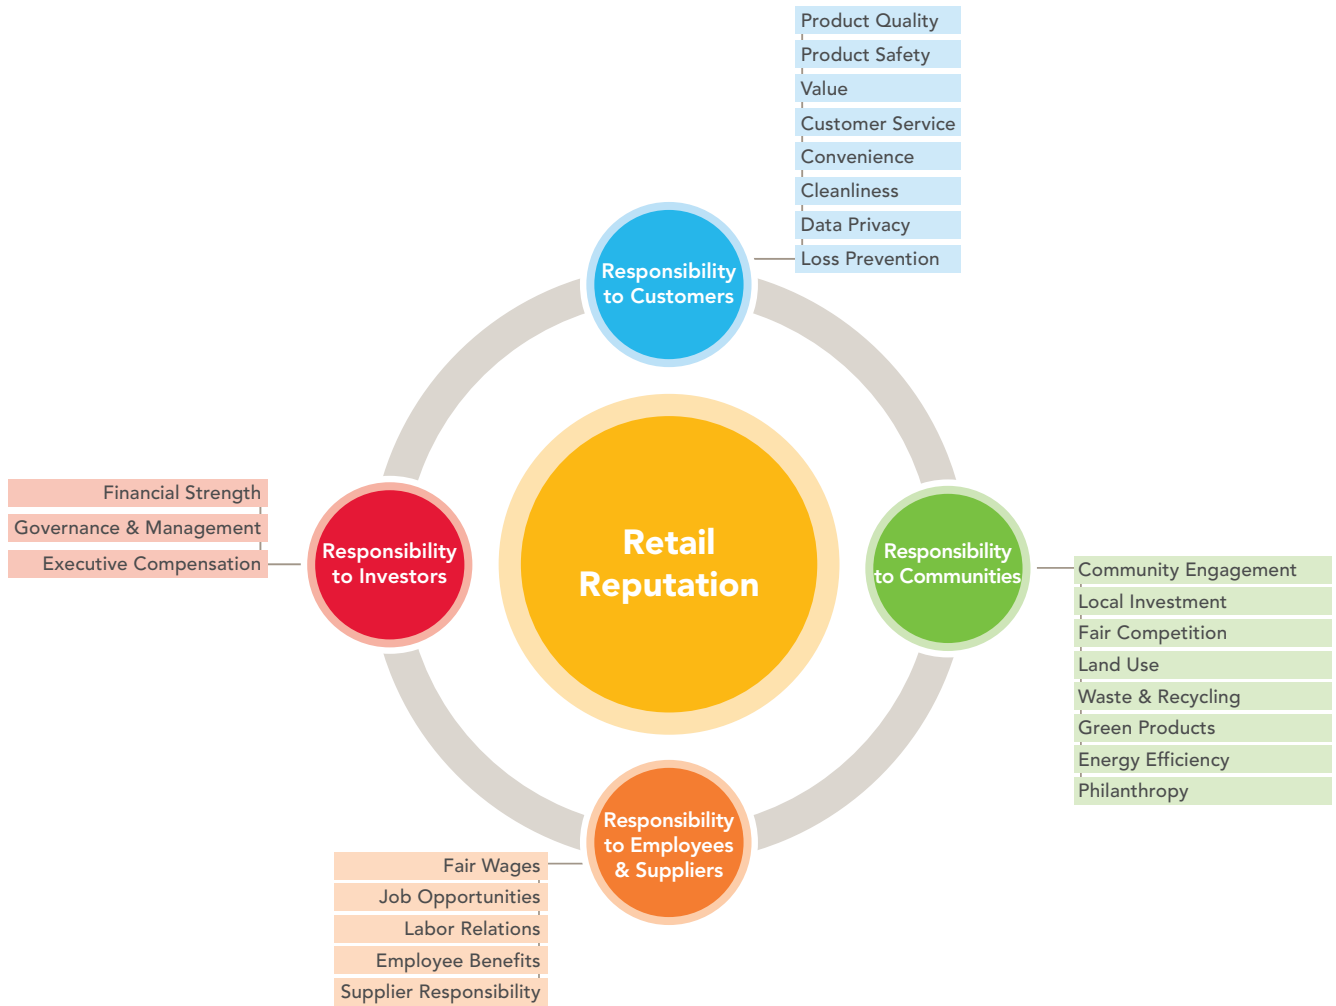 Product Quality
Product Safety
Value
Customer Service
Convenience
Cleanliness
Data Privacy
Loss Prevention
Responsibility
to Customers
Financial Strength
Governance & Management
Executive Compensation
Responsibility
to Investors
Retail
Reputation
Responsibility
to Communities
Community Engagement
Local Investment
Fair Competition
Land Use
Waste & Recycling
Green Products
Energy Efficiency
Philanthropy
Responsibility
to Employees
& Suppliers
Fair Wages
Job Opportunities
Labor Relations
Employee Benefits
Supplier Responsibility